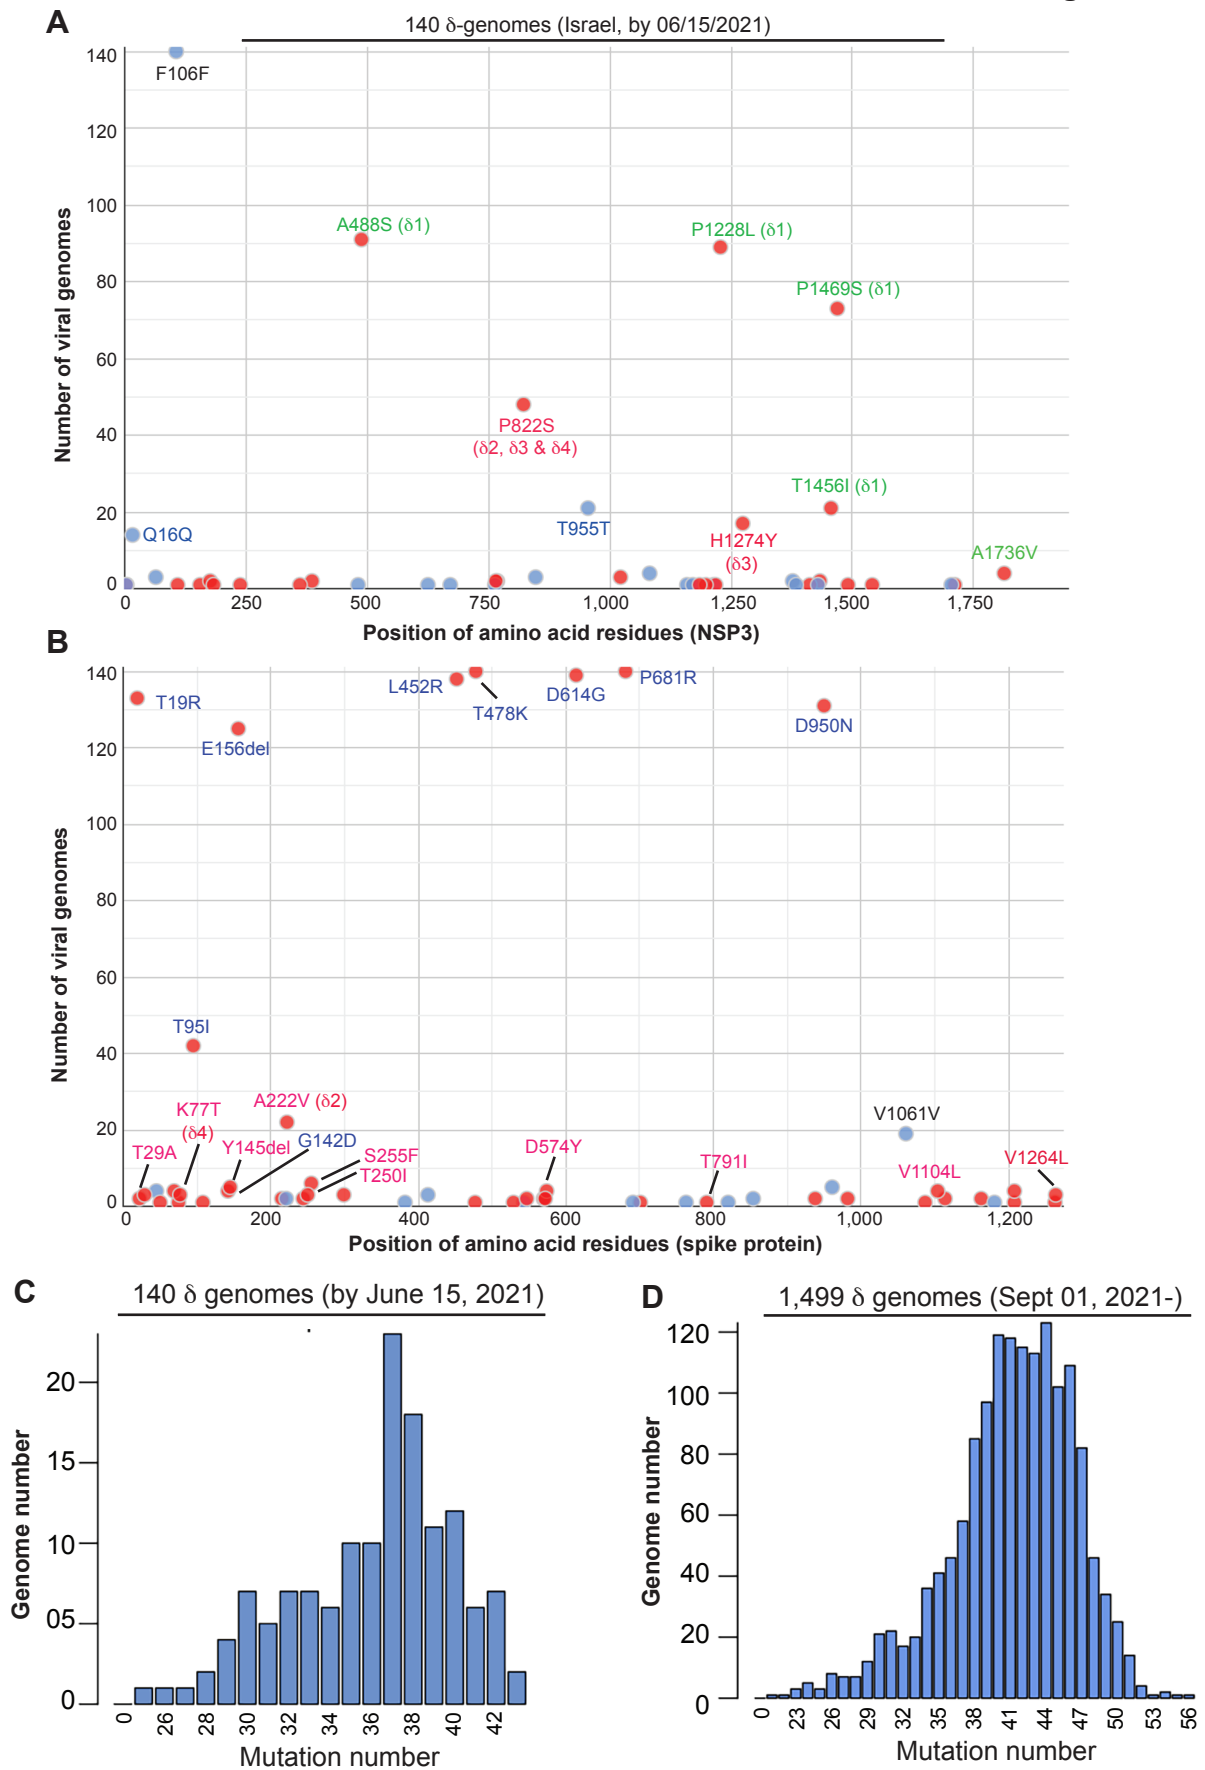 A
140 δ-genomes (Israel, by 06/15/2021)
140
120
100
80
60
40
20
0
Number of viral genomes
F106F
A488S (δ1)
P1228L (δ1)
P1469S (δ1)
P822S
(δ2, δ3 & δ4)
T1456I (δ1)
Q16Q
T955T
H1274Y
(δ3)
A1736V
0 250 500 750 1,000 1,250 1,500 1,750
Position of amino acid residues (NSP3)
B
140
120
100
80
60
40
20
0
Number of viral genomes
T19R
E156del
L452R
T478K
D614G
P681R
D950N
T95I
K77T
(δ4)
A222V (δ2)
T29A
Y145del
G142D
S255F
T250I
D574Y
T791I
V1061V
V1104L
V1264L
0 200 400 600 800 1,000 1,200
Position of amino acid residues (spike protein)
C
140 δ genomes (by June 15, 2021)
20
15
10
05
0
Genome number
0 26 28 30 32 34 36 38 40 42
Mutation number
D
1,499 δ genomes (Sept 01, 2021-)
120
100
80
60
40
20
0
Genome number
0 23 26 29 32 35 38 41 44 47 50 53 56
Mutation number